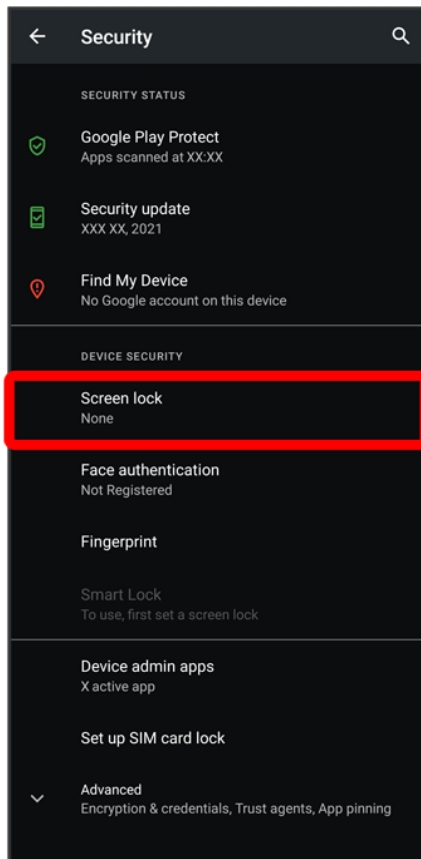 Security
SECURITY STATUS
Google Play Protect
Apps scanned at XX:XX
Security update
XXX XX, 2021
Find My Device
No Google account on this device
DEVICE SECURITY
Screen lock
None
Face authentication
Not Registered
Fingerprint
Smart Lock
To use, first set a screen lock
Device admin apps
X active app
Set up SIM card lock
Advanced
Encryption & credentials, Trust agents, App pinning